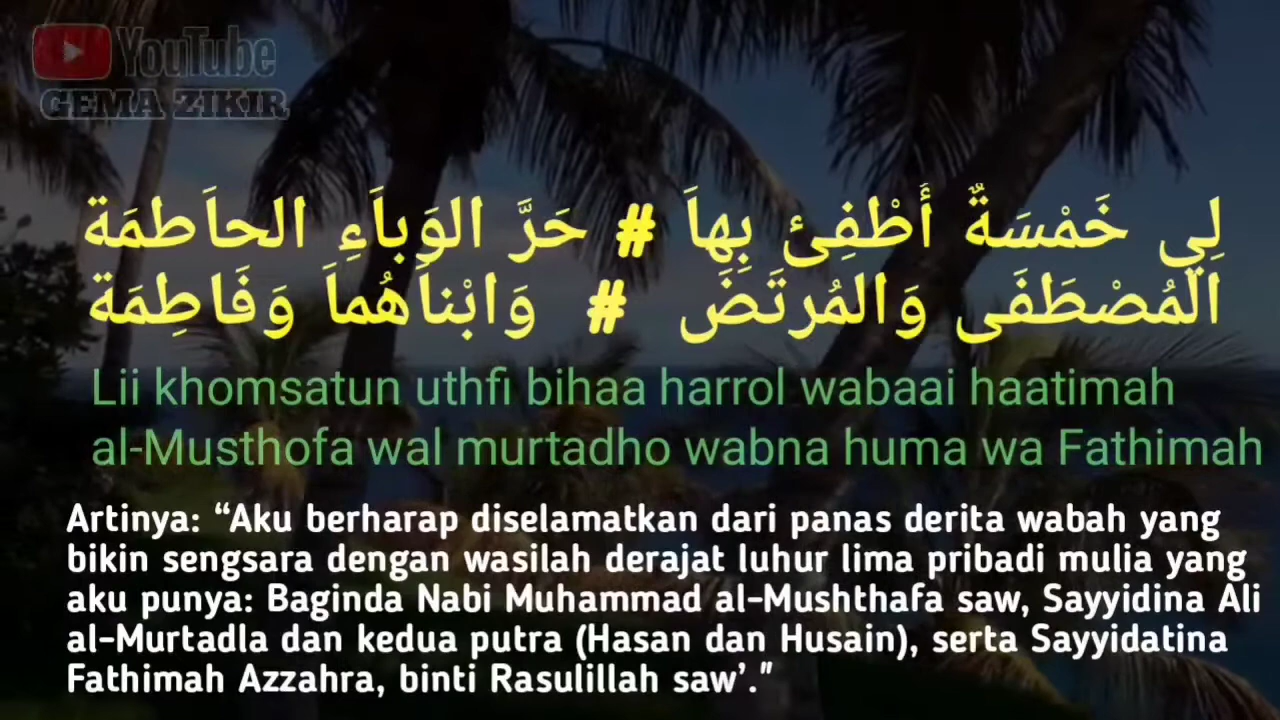 YouTube
GEMA ZIKIR
لِي خَمْسَةٌ أَطْفِئ بِهاَ # حَرَّ الوَباَءِ الحاَطمَة
اَلْمُصْطَفَى وَالمُرتَضَ # وَابْناَهُماَ وَفَاطِمَة
Lii khomsatun uthfi bihaa harrol wabaai haatimah
al-Musthofa wal murtadho wabna huma wa Fathimah
Artinya: “Aku berharap diselamatkan dari panas derita wabah yang
bikin sengsara dengan wasilah derajat luhur lima pribadi mulia yang
aku punya: Baginda Nabi Muhammad al-Mushthafa saw, Sayyidina Ali
al-Murtadla dan kedua putra (Hasan dan Husain), serta Sayyidatina
Fathimah Azzahra, binti Rasulillah saw’."